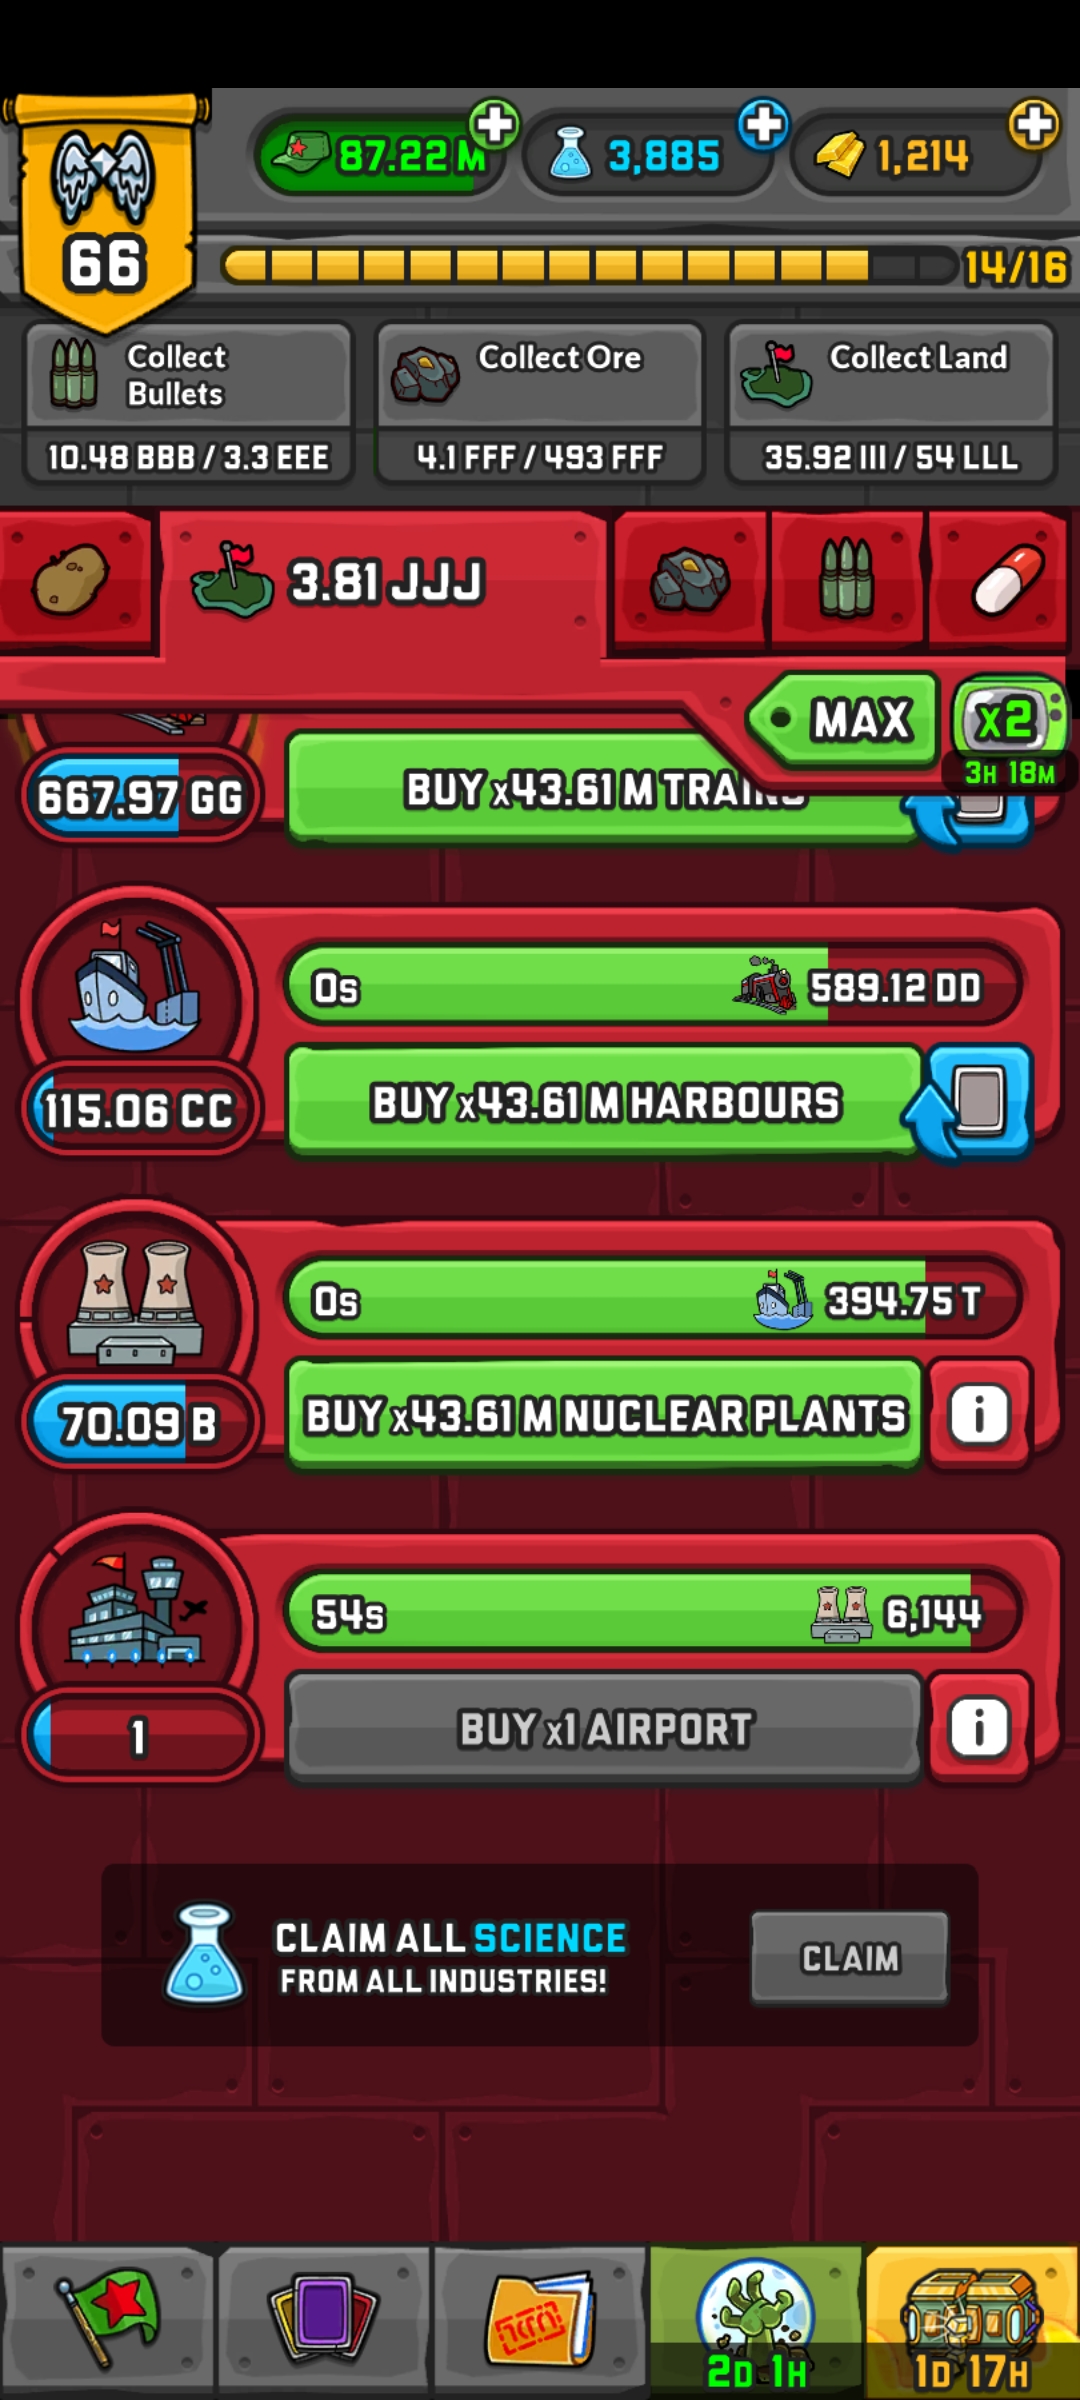 87.22 M
3,885
1,214
66
14/16
Collect
Bullets
Collect Ore
Collect Land
10.48 BBB / 3.3 EEE
4.1 FFF / 493 FFF
35.92 III / 54 LLL
3.81 JJJ
MAX
x2
3H 18M
667.97 GG
BUY x43.61 M TRAINS
0s
589.12 DD
115.06 CC
BUY x43.61 M HARBOURS
0s
394.75 T
70.09 B
BUY x43.61 M NUCLEAR PLANTS
i
54s
6,144
1
BUY x1 AIRPORT
i
CLAIM ALL SCIENCE
FROM ALL INDUSTRIES!
CLAIM
2D 1H
1D 17H